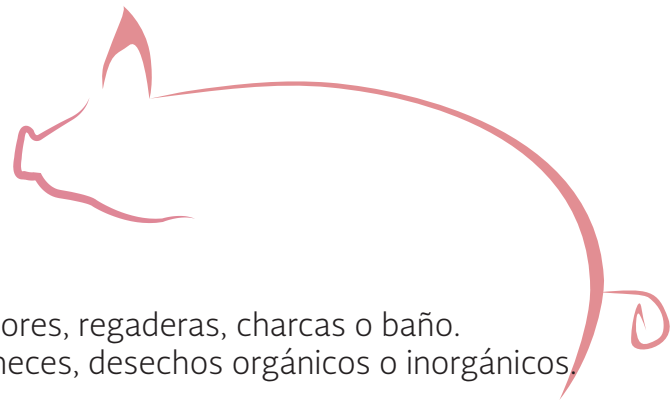 ores, regaderas, charcas o baño.
neces, desechos orgánicos o inorgánicos.